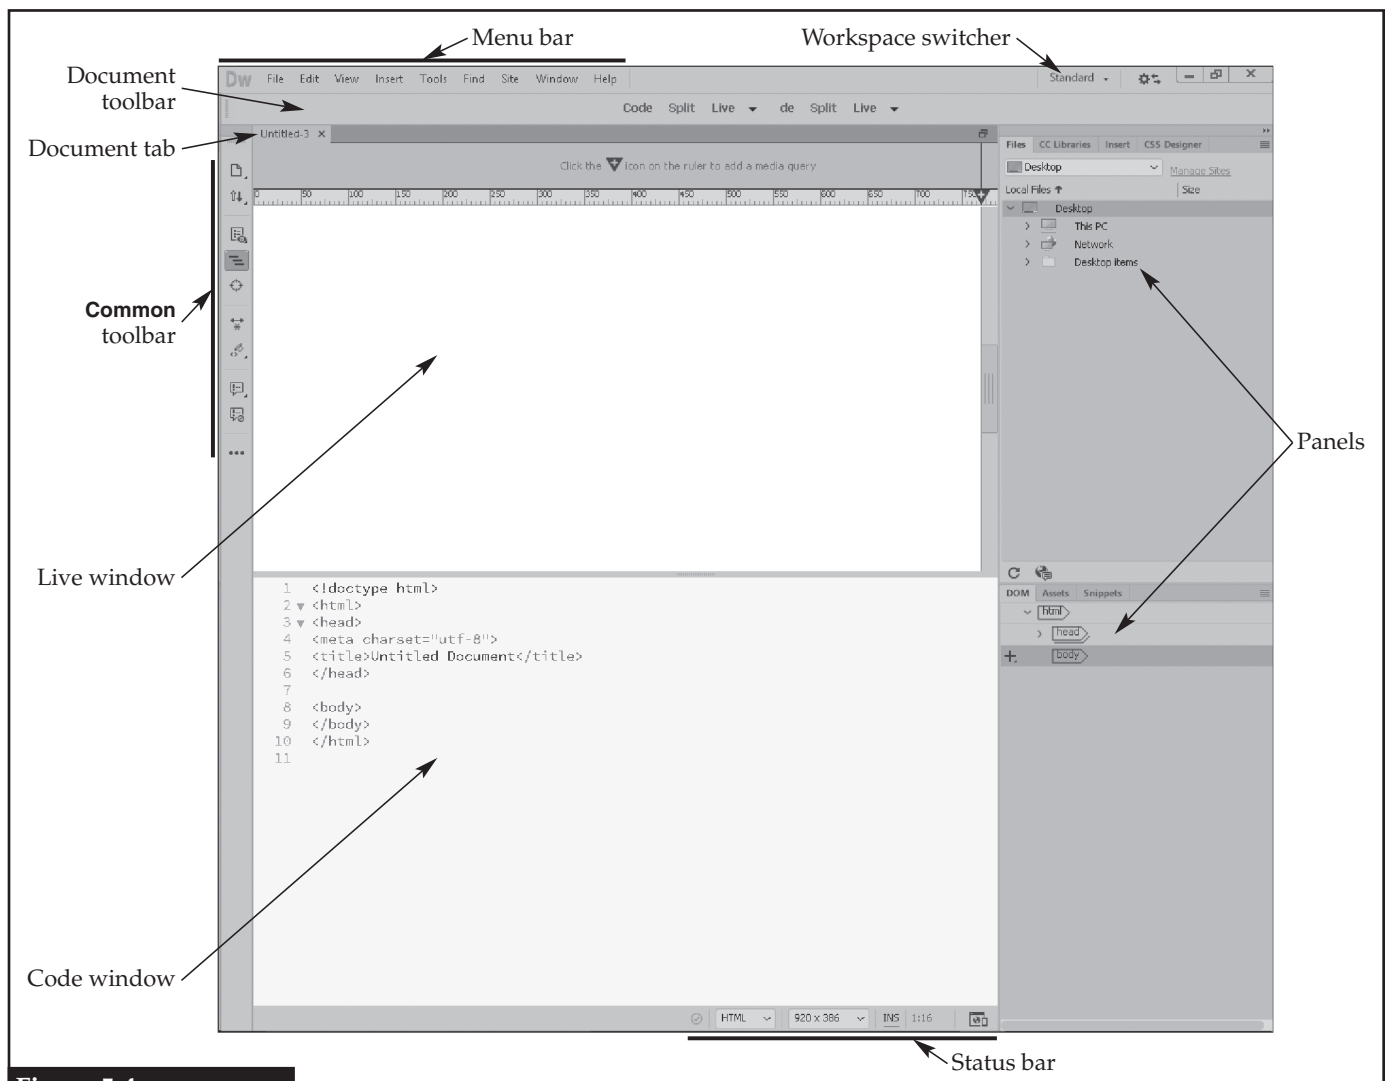 Menu bar
Workspace switcher
Document
toolbar
Dw File Edit View Insert Tools Find Site Window Help
Standard
Code Split Live de Split Live
Document tab
Untitled-3 ×
Files CC Libraries Insert CSS Designer
Click the icon on the ruler to add a media query
Desktop
Manage Sites
Local Files
Size
0 50 100 150 200 250 300 350 400 450 500 550 600 650 700 750
Desktop
This PC
Network
Desktop items
Common
toolbar
Panels
Live window
1 <!doctype html>
2 <html>
3 <head>
4 <meta charset="utf-8">
5 <title>Untitled Document</title>
6 </head>
7
8 <body>
9 </body>
10 </html>
11
DOM Assets Snippets
html
head
body
Code window
HTML
920 x 386
INS
1:16
Status bar